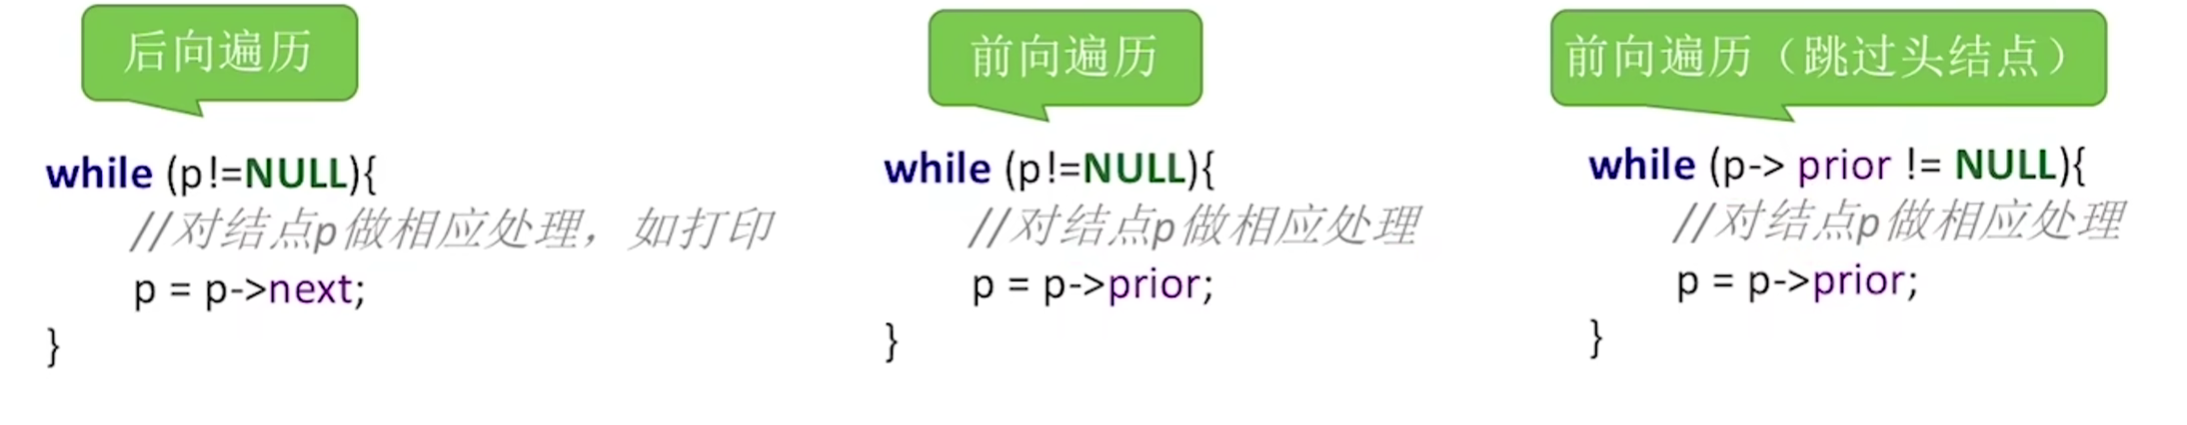 后向遍历
while (p!=NULL){
//对结点p做相应处理，如打印
p = p->next;
}
前向遍历
while (p!=NULL){
//对结点p做相应处理
p = p->prior;
}
前向遍历（跳过头结点）
while (p-> prior != NULL){
//对结点p做相应处理
p = p->prior;
}